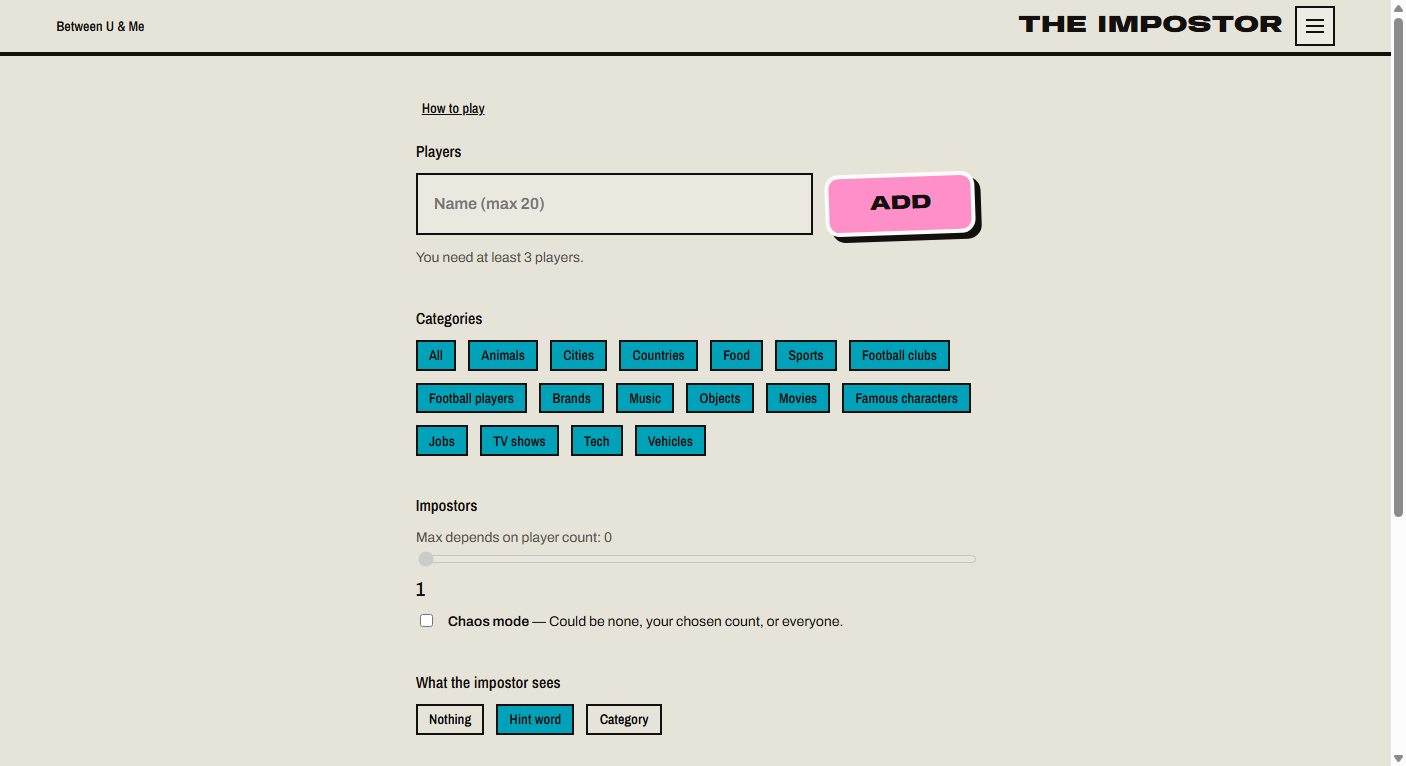 Between U & Me
THE IMPOSTOR
How to play
Players
Name (max 20)
ADD
You need at least 3 players.
Categories
All Animals Cities Countries Food Sports Football clubs
Football players Brands Music Objects Movies Famous characters
Jobs TV shows Tech Vehicles
Impostors
Max depends on player count: 0
1
Chaos mode — Could be none, your chosen count, or everyone.
What the impostor sees
Nothing Hint word Category